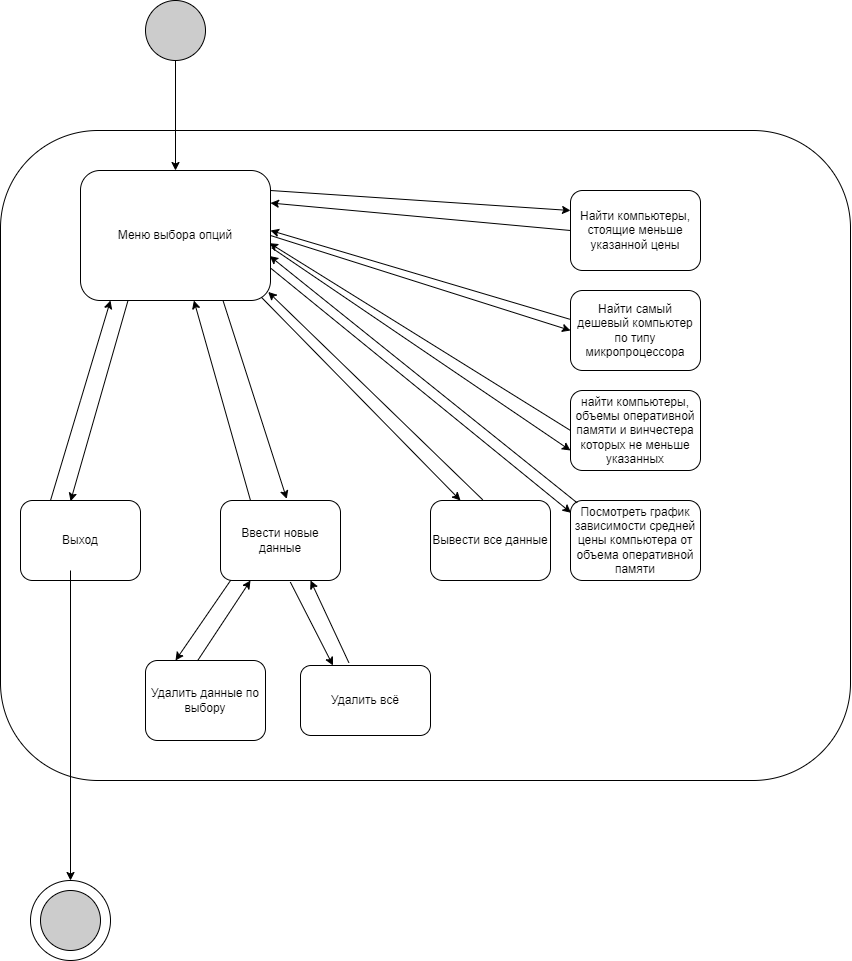 Меню выбора опций
Найти компьютеры,
стоящие меньше
указанной цены
Найти самый
дешевый компьютер
по типу
микропроцессора
найти компьютеры,
объемы оперативной
памяти и винчестера
которых не меньше
указанных
Выход
Ввести новые
данные
Вывести все данные
Посмотреть график
зависимости средней
цены компьютера от
объема оперативной
памяти
Удалить данные по
выбору
Удалить всё